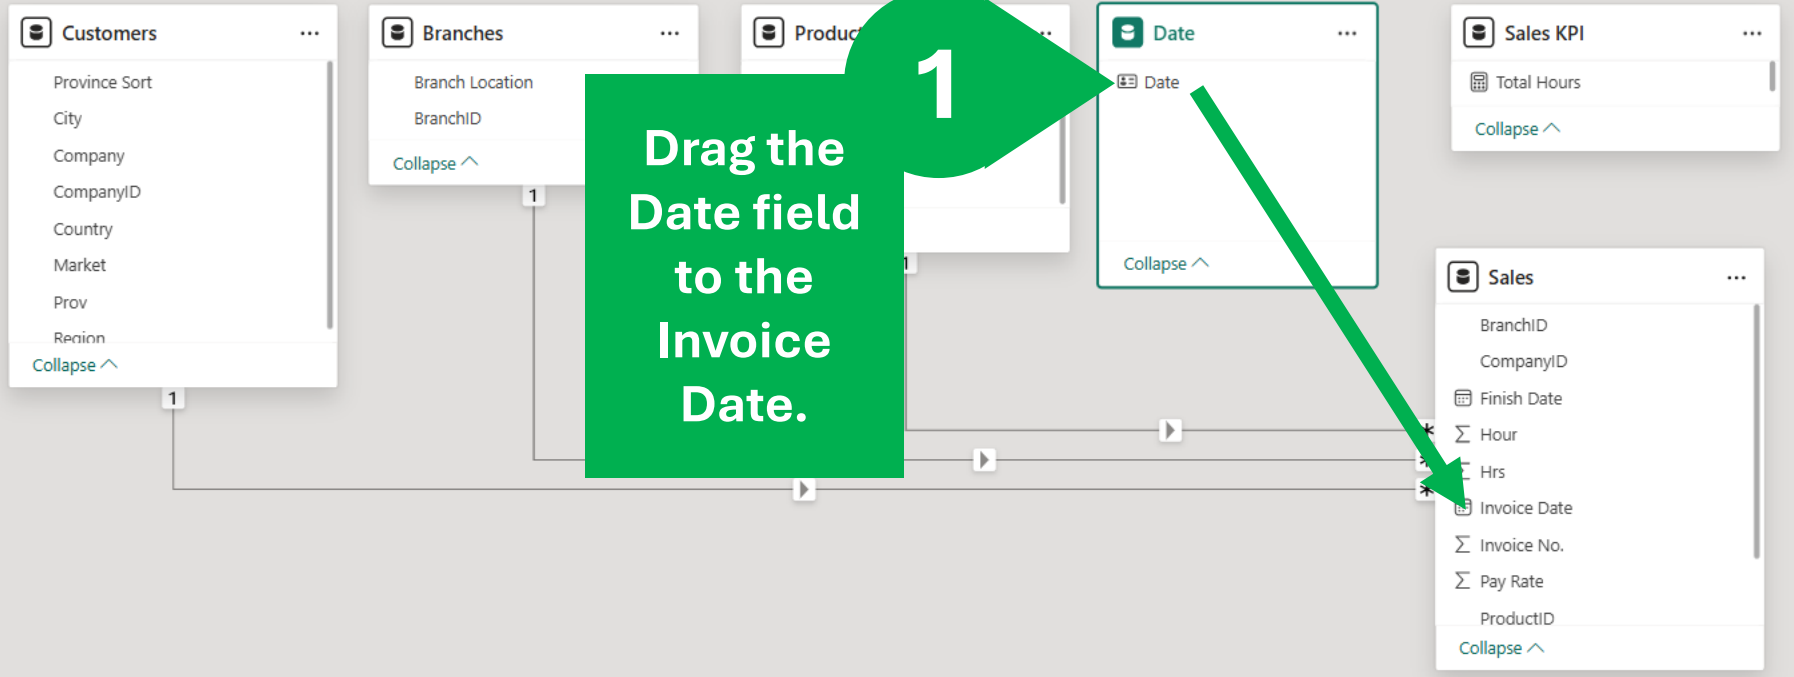 Customers
Province Sort
City
Company
CompanyID
Country
Market
Prov
Region
Collapse
1
Branches
Branch Location
BranchID
Collapse
1
Produc
1
1
Drag the
Date field
to the
Invoice
Date.
Date
Date
Collapse
Sales KPI
Total Hours
Collapse
Sales
BranchID
CompanyID
Finish Date
Hour
Hrs
Invoice Date
Invoice No.
Pay Rate
ProductID
Collapse